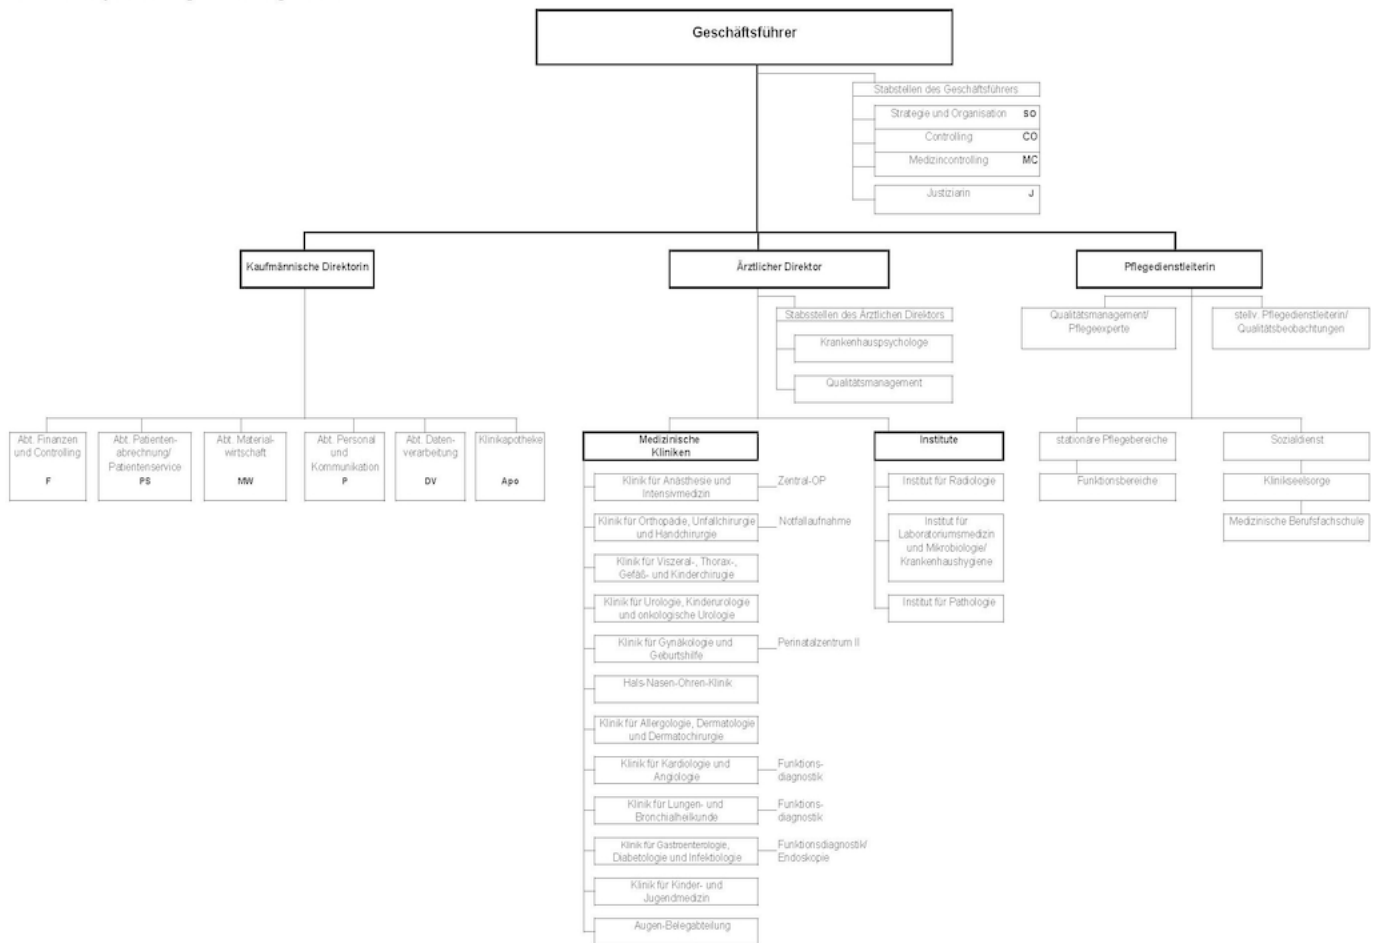 Geschäftsführer
Stabstellen des Geschäftsführers
Strategie und Organisation SO
Controlling CO
Medizincontrolling MC
Justiziarin J
Kaufmännische Direktorin
Ärztlicher Direktor
Pflegedienstleiterin
Stabsstellen des Ärztlichen Direktors
Krankenhauspsychologe
Qualitätsmanagement
Qualitätsmanagement/
Pflegeexperte
stellv. Pflegedienstleiterin/
Qualitätsbeobachtungen
Abt. Finanzen
und Controlling
F
Abt. Patienten-
abrechnung/
Patientenservice
PS
Abt. Material-
wirtschaft
MW
Abt. Personal
und
Kommunikation
P
Abt. Daten-
verarbeitung
DV
Klinikapotheke
Apo
Medizinische
Kliniken
Klinik für Anästhesie und
Intensivmedizin
Zentral-OP
Klinik für Orthopädie, Unfallchirurgie
und Handchirurgie
Notfallaufnahme
Klinik für Viszeral-, Thorax-,
Gefäß- und Kinderchirugie
Klinik für Urologie, Kinderurologie
und onkologische Urologie
Klinik für Gynäkologie und
Geburtshilfe
Perinatalzentrum II
Hals-Nasen-Ohren-Klinik
Klinik für Allergologie, Dermatologie
und Dermatochirurgie
Klinik für Kardiologie und
Angiologie
Funktions-
diagnostik
Klinik für Lungen- und
Bronchialheilkunde
Funktions-
diagnostik
Klinik für Gastroenterologie,
Diabetologie und Infektiologie
Funktionsdiagnostik/
Endoskopie
Klinik für Kinder- und
Jugendmedizin
Augen-Belegabteilung
Institute
Institut für Radiologie
Institut für
Laboratoriumsmedizin
und Mikrobiologie/
Krankenhaushygiene
Institut für Pathologie
stationäre Pflegebereiche
Funktionsbereiche
Sozialdienst
Klinikseelsorge
Medizinische Berufsfachschule